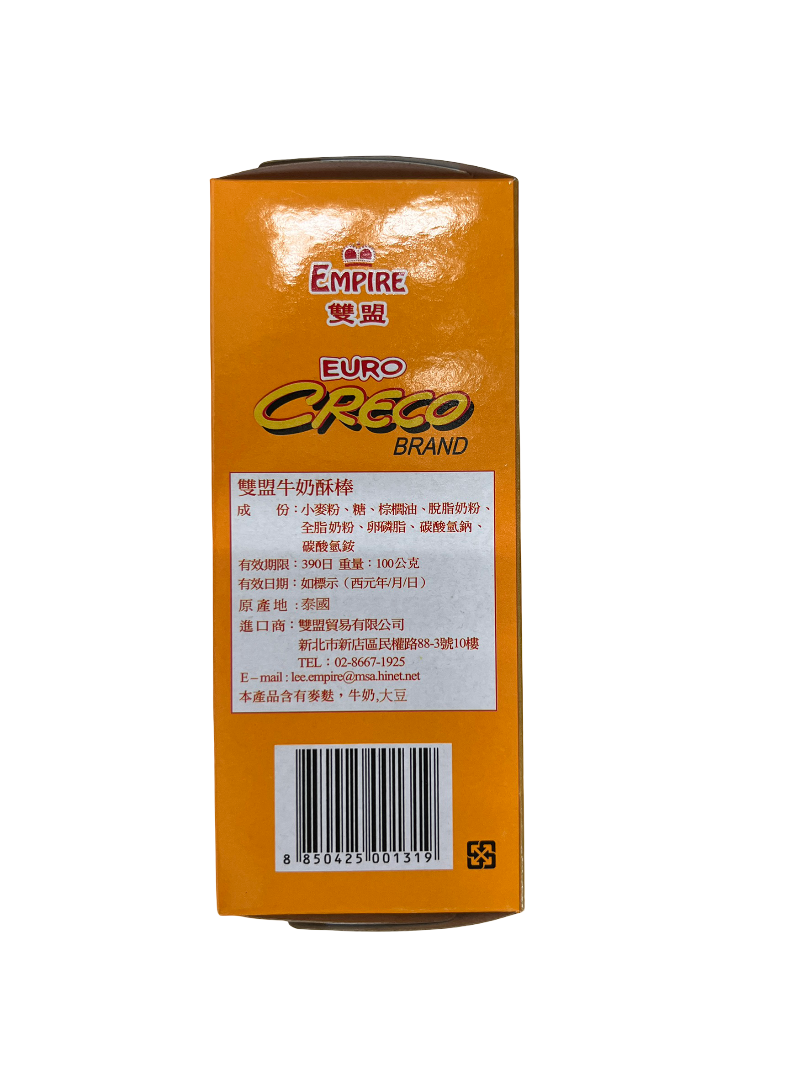 EMPIRE
雙盟
EURO
CRECO
BRAND
雙盟牛奶酥棒
成　份：小麥粉、糖、棕櫚油、脫脂奶粉、
全脂奶粉、卵磷脂、碳酸氫鈉、
碳酸氫銨
有效期限：390日 重量：100公克
有效日期：如標示（西元年/月/日）
原產地：泰國
進口商：雙盟貿易有限公司
新北市新店區民權路88-3號10樓
TEL：02-8667-1925
E–mail : lee.empire@msa.hinet.net
本產品含有麥麩，牛奶,大豆
8 850425 001319